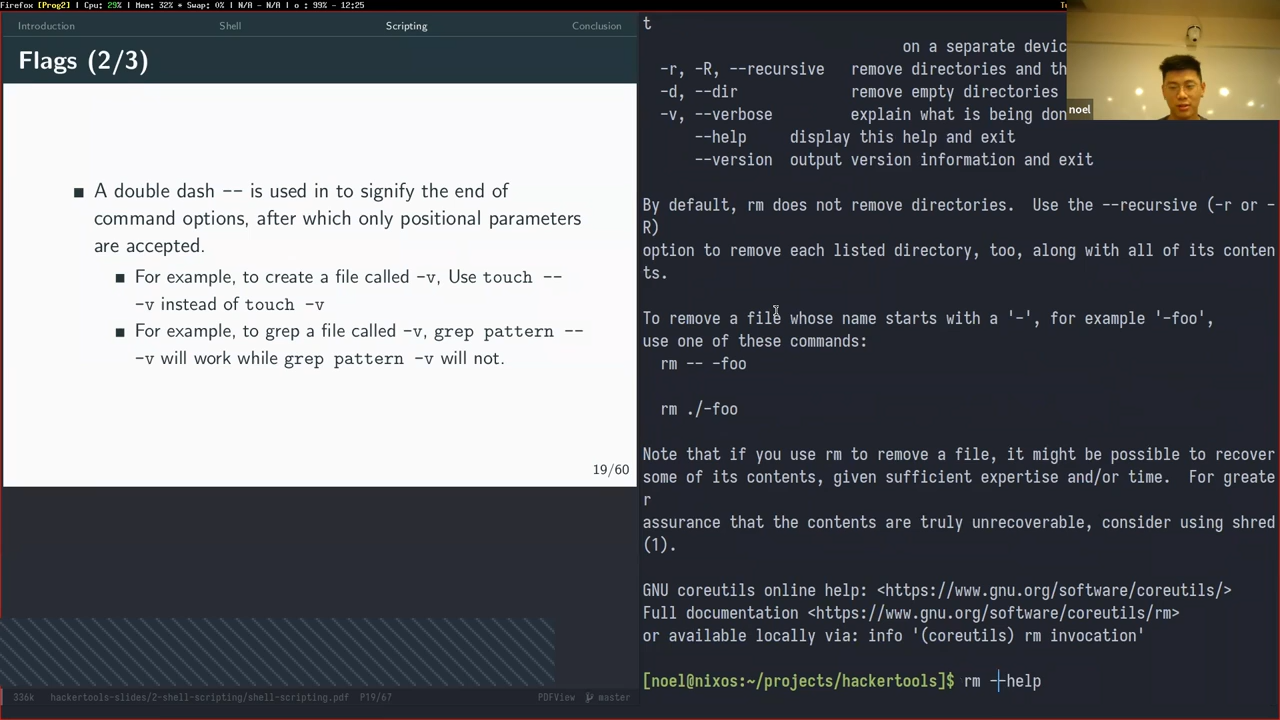 Firefox [Prog2] | Cpu: 29% | Mem: 32% * Swap: 0% | N/A - N/A | o : 99% - 12:25
Introduction Shell Scripting Conclusion
Flags (2/3)
■ A double dash -- is used in to signify the end of
command options, after which only positional parameters
are accepted.
■ For example, to create a file called -v, Use touch --
-v instead of touch -v
■ For example, to grep a file called -v, grep pattern --
-v will work while grep pattern -v will not.
19/60
336k hackertools-slides/2-shell-scripting/shell-scripting.pdf P19/67 PDFView master
t
on a separate devic
-r, -R, --recursive remove directories and th
-d, --dir remove empty directories
-v, --verbose explain what is being don
--help display this help and exit
--version output version information and exit
By default, rm does not remove directories. Use the --recursive (-r or -
R)
option to remove each listed directory, too, along with all of its conten
ts.
To remove a file whose name starts with a '-', for example '-foo',
use one of these commands:
rm -- -foo
rm ./-foo
Note that if you use rm to remove a file, it might be possible to recover
some of its contents, given sufficient expertise and/or time. For greate
r
assurance that the contents are truly unrecoverable, consider using shred
(1).
GNU coreutils online help: <https://www.gnu.org/software/coreutils/>
Full documentation <https://www.gnu.org/software/coreutils/rm>
or available locally via: info '(coreutils) rm invocation'
[noel@nixos:~/projects/hackertools]$ rm --help
noel